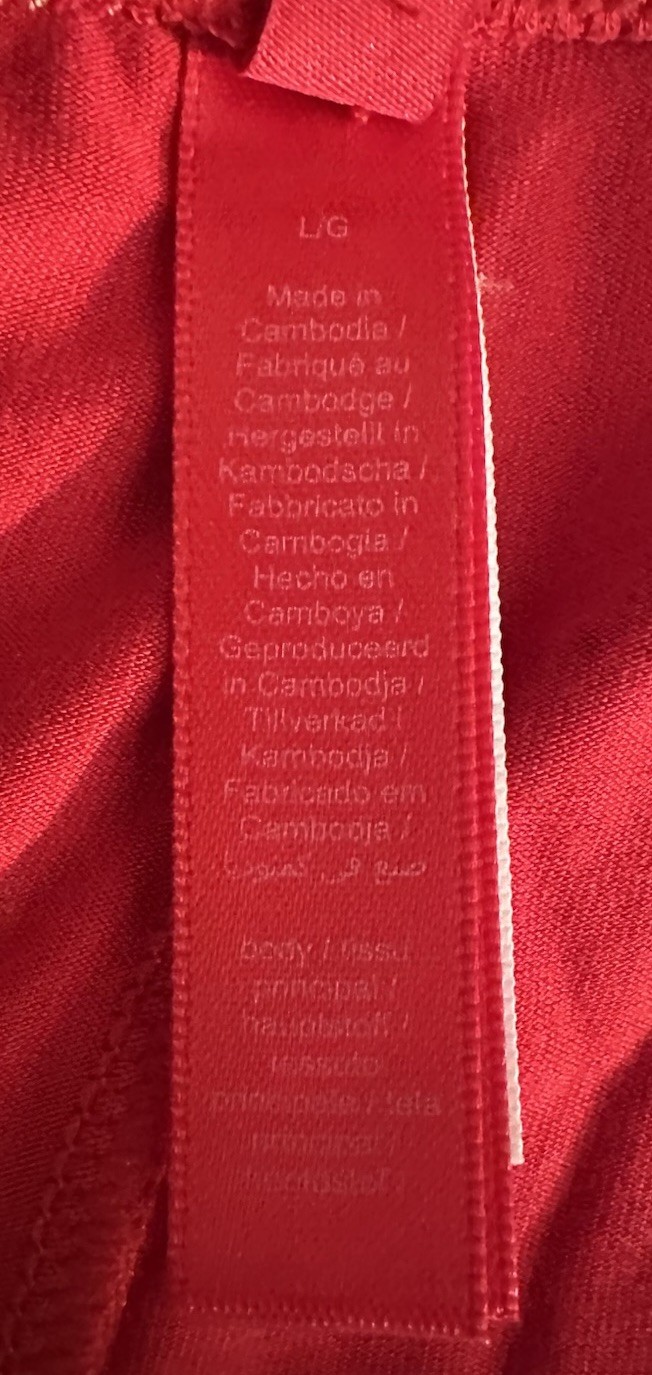 L/G
Made in
Cambodia /
Fabriqué au
Cambodge /
Hergestellt in
Kambodscha /
Fabbricato in
Cambogia /
Hecho en
Camboya /
Geproduceerd
in Cambodja /
Tillverkad i
Kambodja /
Fabricado em
Cambooja /
صنع في كمبوديا
body / tissu
principal /
hauptstoff /
tessuto
principale / tela
principal /
hoofdstof /